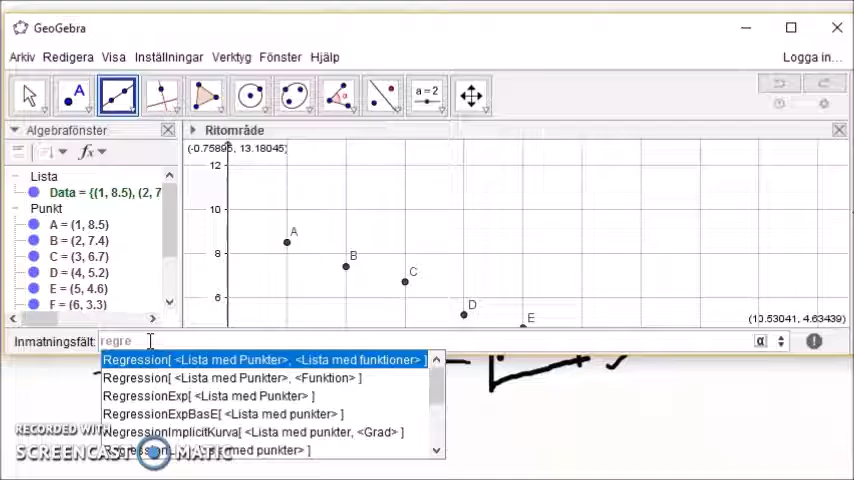 GeoGebra
Arkiv Redigera Visa Inställningar Verktyg Fönster Hjälp Logga in...
A
α
a = 2
Algebrafönster
Ritområde
f(x)
(-0.75895, 13.18045)
Lista
Data = {(1, 8.5), (2, 7
Punkt
A = (1, 8.5)
B = (2, 7.4)
C = (3, 6.7)
D = (4, 5.2)
E = (5, 4.6)
F = (6, 3.3)
12
10
8
6
A
B
C
D
E
(10.53041, 4.63439)
Inmatningsfält: regre α
Regression[ <Lista med Punkter>, <Lista med funktioner> ]
Regression[ <Lista med Punkter>, <Funktion> ]
RegressionExp[ <Lista med Punkter> ]
RegressionExpBasE[ <Lista med punkter> ]
RegressionImplicitKurva[ <Lista med punkter, <Grad> ]
med punkter> ]
RECORDED WITH
SCREENCAST MATIC